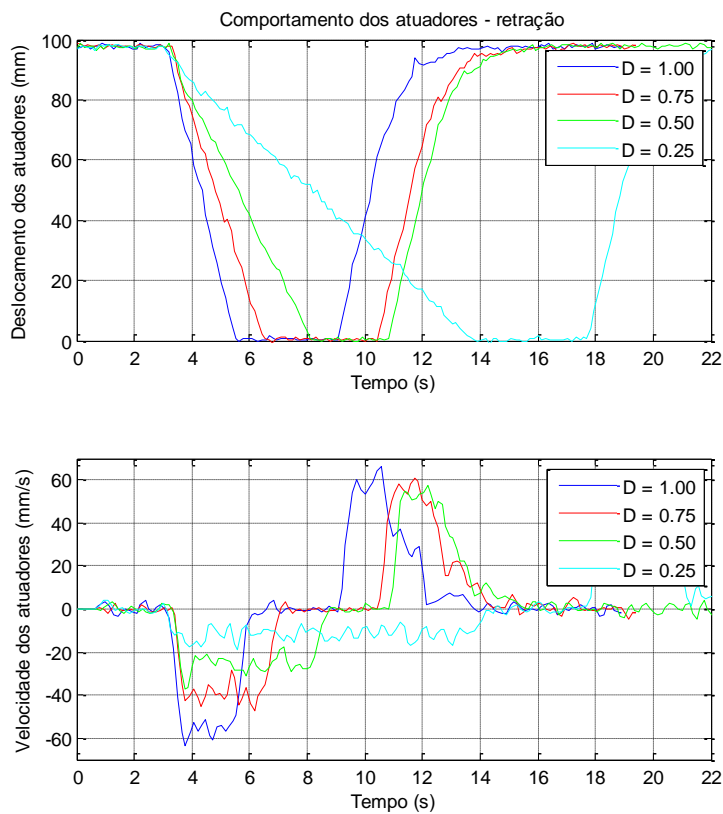 Comportamento dos atuadores - retração
Deslocamento dos atuadores (mm)
100
80
60
40
20
0
0 2 4 6 8 10 12 14 16 18 20 22
Tempo (s)
D = 1.00
D = 0.75
D = 0.50
D = 0.25
Velocidade dos atuadores (mm/s)
60
40
20
0
-20
-40
-60
0 2 4 6 8 10 12 14 16 18 20 22
Tempo (s)
D = 1.00
D = 0.75
D = 0.50
D = 0.25